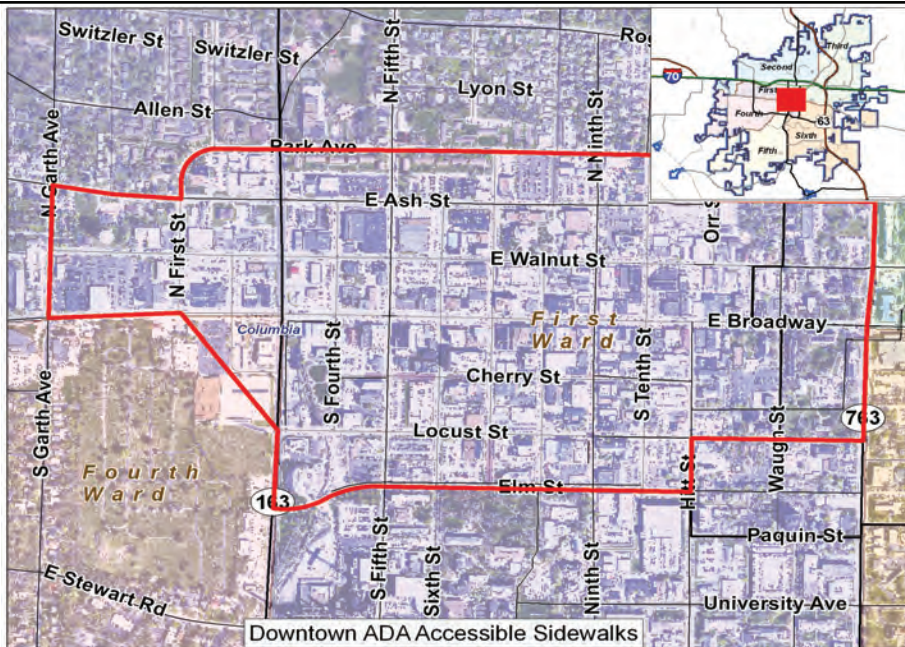 Switzler St
Switzler St
N Fifth St
Lyon St
Allen St
N Ninth St
Park Ave
N Garth Ave
E Ash St
N First St
E Walnut St
Columbia
First
Ward
E Broadway
S Fourth St
S Tenth St
Cherry St
S Garth Ave
Locust St
Waugh St
763
Fourth
Ward
Hitt St
Elm St
163
Paquin St
S Fifth St
Sixth St
Ninth St
E Stewart Rd
University Ave
Downtown ADA Accessible Sidewalks
70
Second
Third
First
Fourth
63
Sixth
Fifth